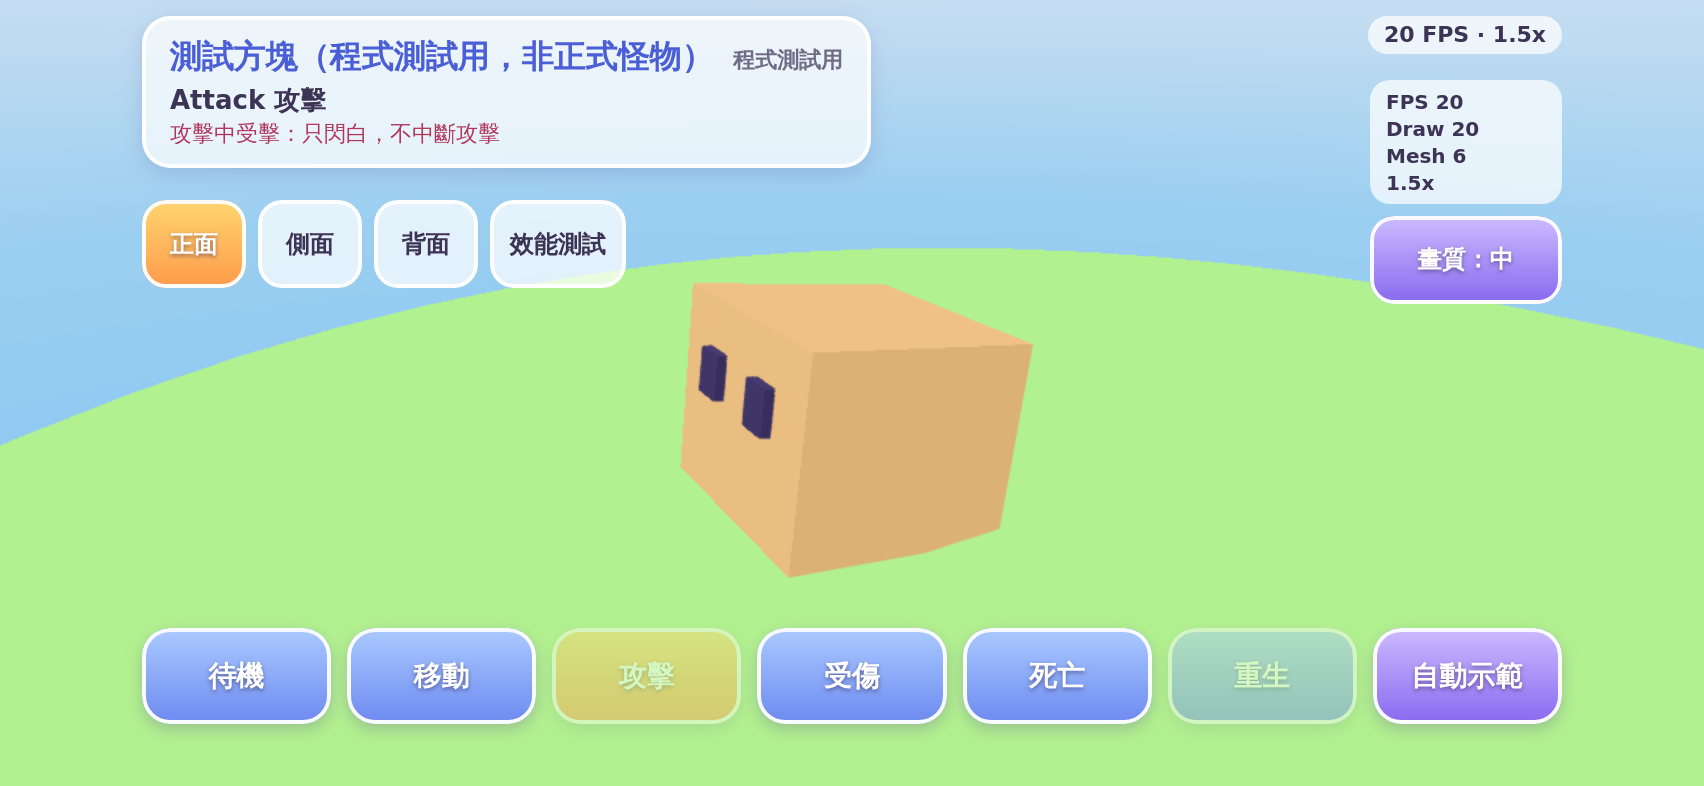 測試方塊（程式測試用，非正式怪物） 程式測試用
Attack 攻擊
攻擊中受擊：只閃白，不中斷攻擊
20 FPS · 1.5x
FPS 20
Draw 20
Mesh 6
1.5x
正面 側面 背面 效能測試
畫質：中
待機 移動 攻擊 受傷 死亡 重生 自動示範